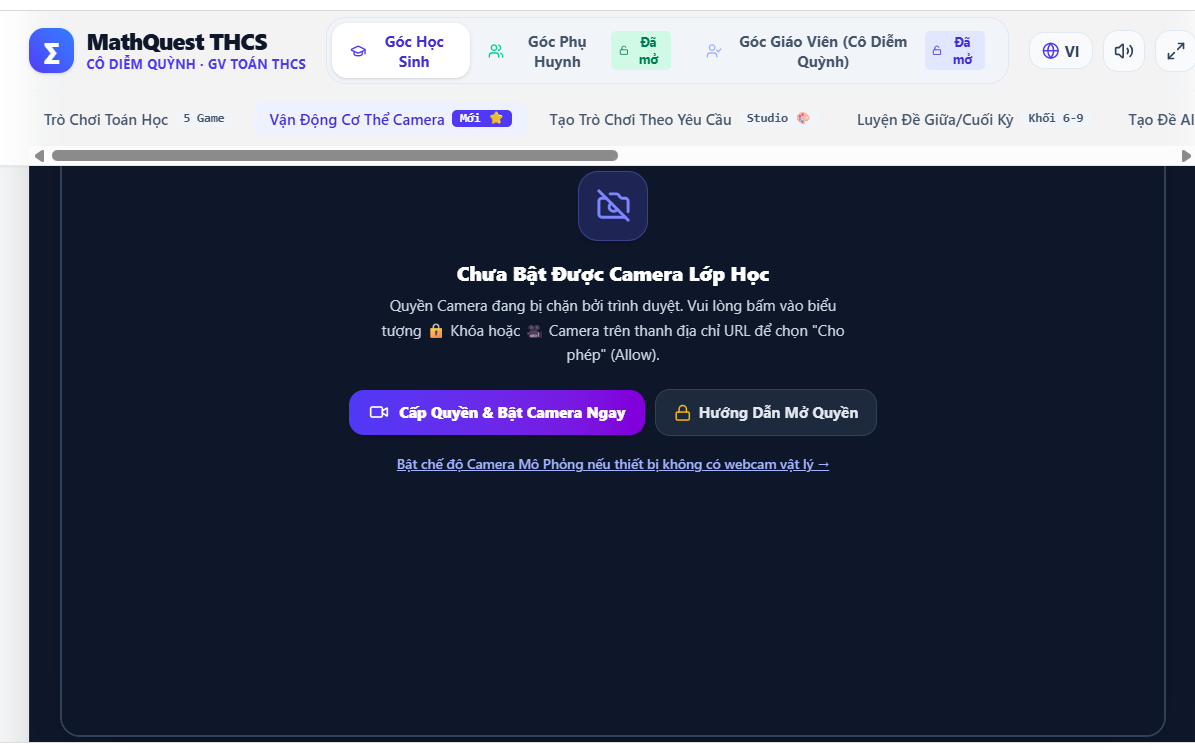 Σ
MathQuest THCS
CÔ DIỄM QUỲNH · GV TOÁN THCS
Góc Học
Sinh
Góc Phụ
Huynh
Đã
mở
Góc Giáo Viên (Cô Diễm
Quỳnh)
Đã
mở
VI
Trò Chơi Toán Học 5 Game
Vận Động Cơ Thể Camera Mới ⭐
Tạo Trò Chơi Theo Yêu Cầu Studio 🎨
Luyện Đề Giữa/Cuối Kỳ Khối 6-9
Tạo Đề AI
Chưa Bật Được Camera Lớp Học
Quyền Camera đang bị chặn bởi trình duyệt. Vui lòng bấm vào biểu
tượng 🔒 Khóa hoặc 🎥 Camera trên thanh địa chỉ URL để chọn "Cho
phép" (Allow).
Cấp Quyền & Bật Camera Ngay
Hướng Dẫn Mở Quyền
Bật chế độ Camera Mô Phỏng nếu thiết bị không có webcam vật lý →